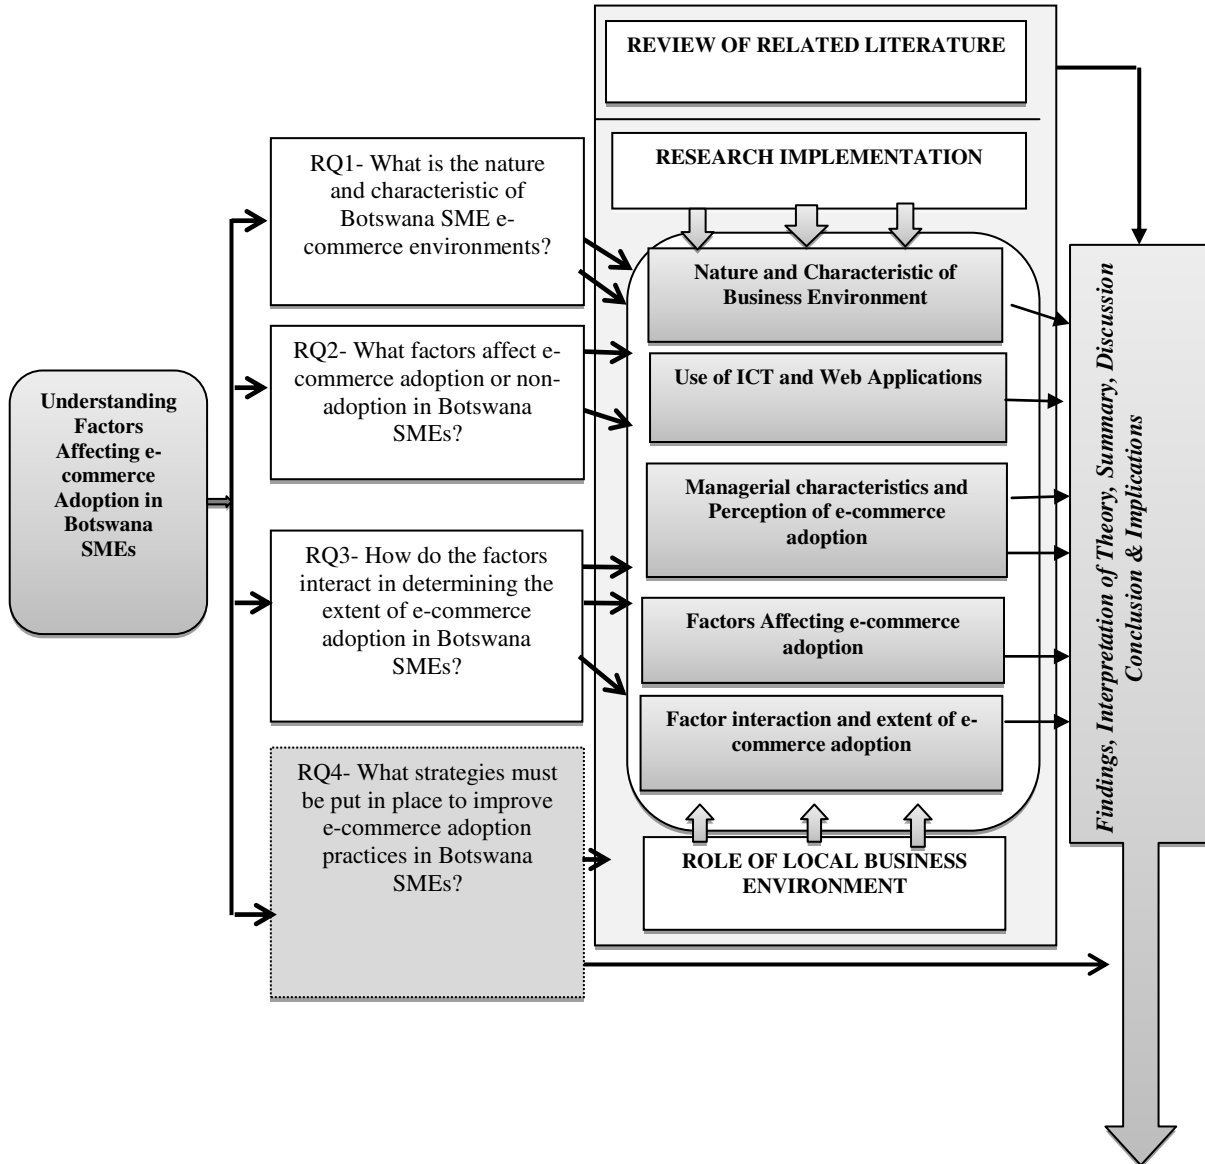 Understanding
Factors
Affecting e-
commerce
Adoption in
Botswana
SMEs
RQ1- What is the nature
and characteristic of
Botswana SME e-
commerce environments?
RQ2- What factors affect e-
commerce adoption or non-
adoption in Botswana
SMEs?
RQ3- How do the factors
interact in determining the
extent of e-commerce
adoption in Botswana
SMEs?
RQ4- What strategies must
be put in place to improve
e-commerce adoption
practices in Botswana
SMEs?
REVIEW OF RELATED LITERATURE
RESEARCH IMPLEMENTATION
Nature and Characteristic of
Business Environment
Use of ICT and Web Applications
Managerial characteristics and
Perception of e-commerce
adoption
Factors Affecting e-commerce
adoption
Factor interaction and extent of e-
commerce adoption
ROLE OF LOCAL BUSINESS
ENVIRONMENT
Findings, Interpretation of Theory, Summary, Discussion
Conclusion & Implications